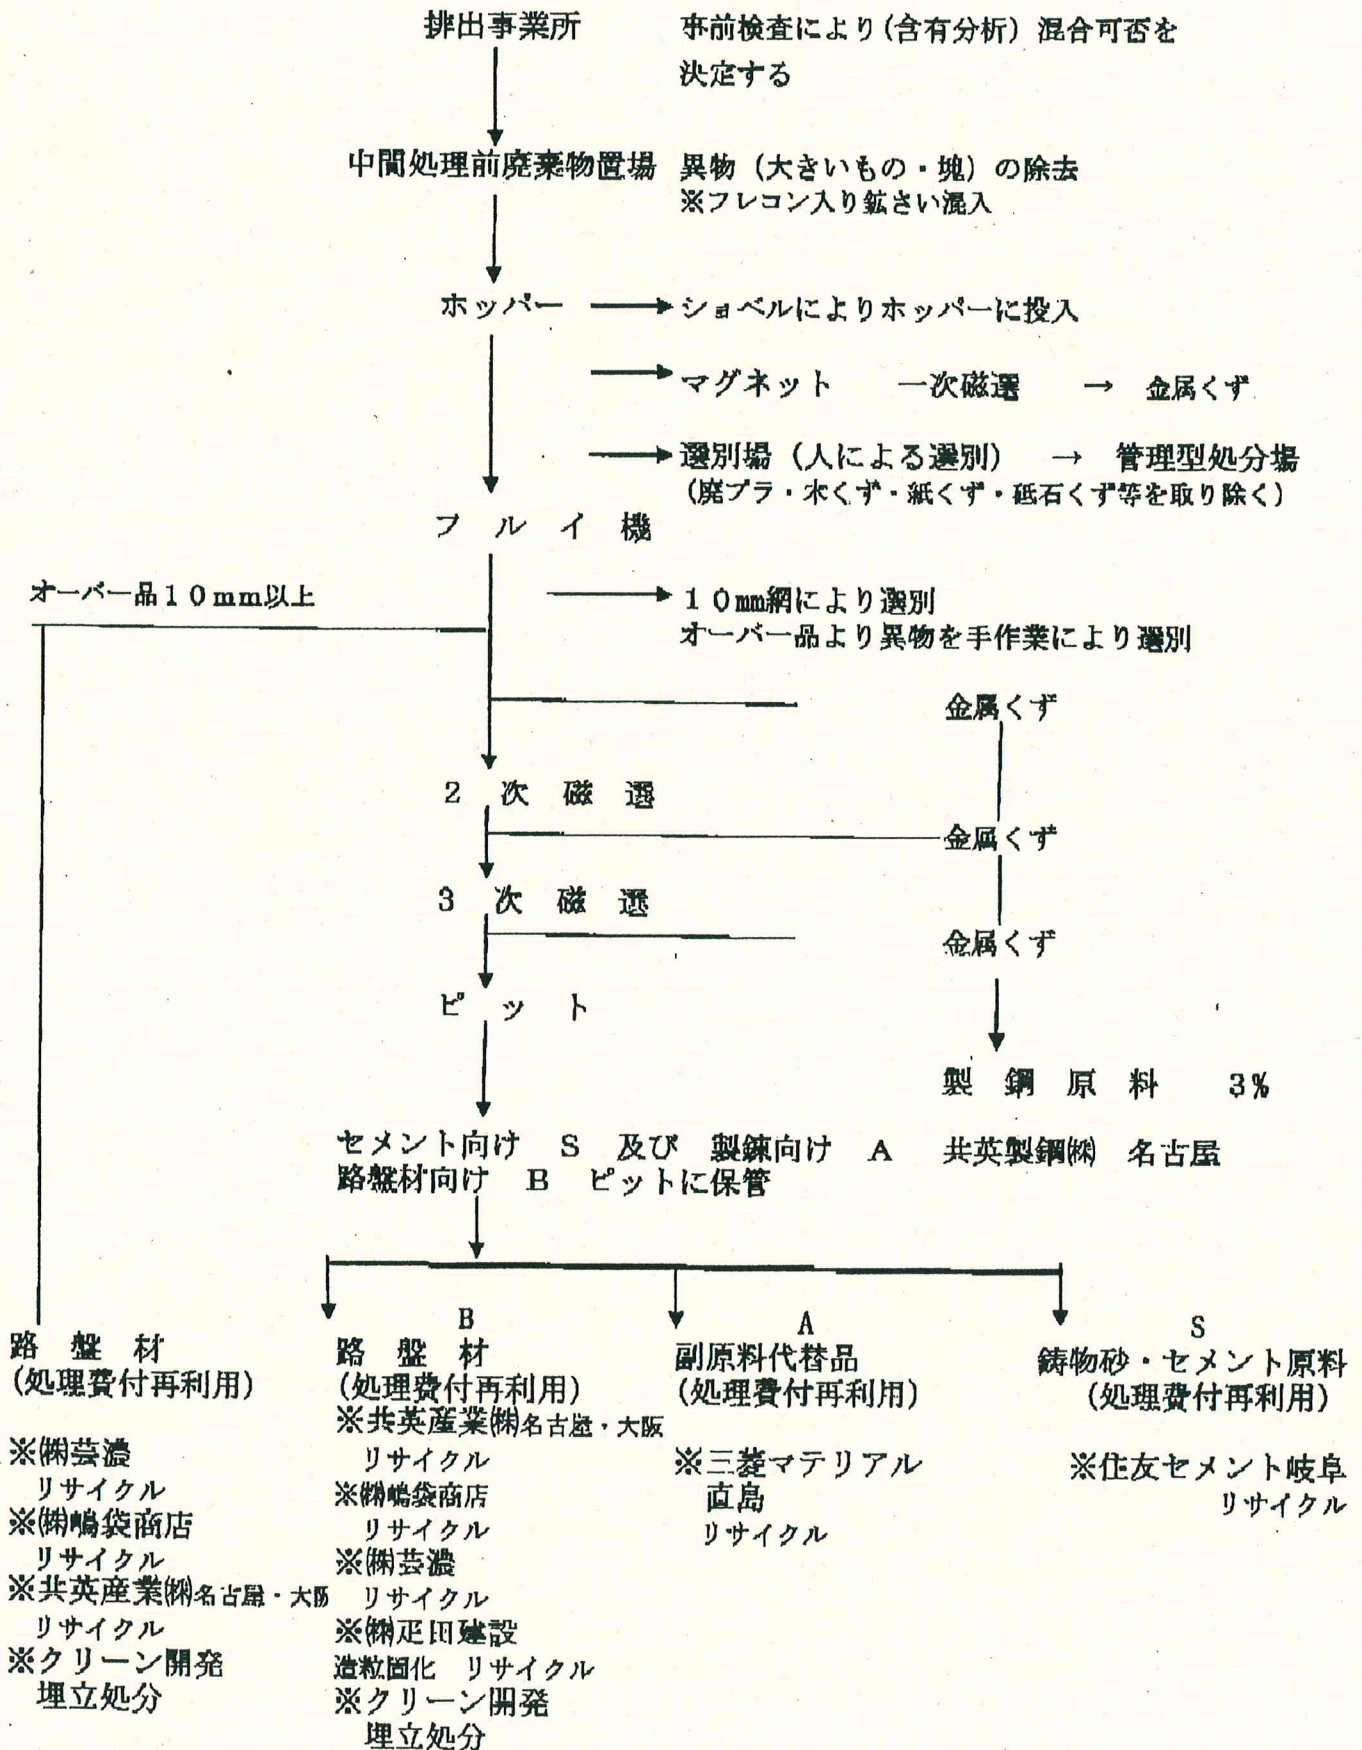 排出事業所　事前検査により(含有分析) 混合可否を
決定する
中間処理前廃棄物置場　異物（大きいもの・塊）の除去
※フレコン入り鉱さい混入
ホッパー　→　ショベルによりホッパーに投入
マグネット　一次磁選　→　金属くず
選別場（人による選別）　→　管理型処分場
（廃プラ・木くず・紙くず・砥石くず等を取り除く）
フルイ機
オーバー品１０mm以上
１０mm網により選別
オーバー品より異物を手作業により選別
金属くず
2次磁選
金属くず
3次磁選
金属くず
ピット
製鋼原料　3%
セメント向け　S　及び　製錬向け　A　共英製鋼㈱　名古屋
路盤材向け　B　ピットに保管
路盤材
(処理費付再利用)
※㈱芸濃
リサイクル
※㈱嶋袋商店
リサイクル
※共英産業㈱名古屋・大阪
リサイクル
※クリーン開発
埋立処分
B
路盤材
(処理費付再利用)
※共英産業㈱名古屋・大阪
リサイクル
※㈱嶋袋商店
リサイクル
※㈱芸濃
リサイクル
※㈱疋田建設
造粒固化　リサイクル
※クリーン開発
埋立処分
A
副原料代替品
(処理費付再利用)
※三菱マテリアル
直島
リサイクル
S
鋳物砂・セメント原料
(処理費付再利用)
※住友セメント岐阜
リサイクル